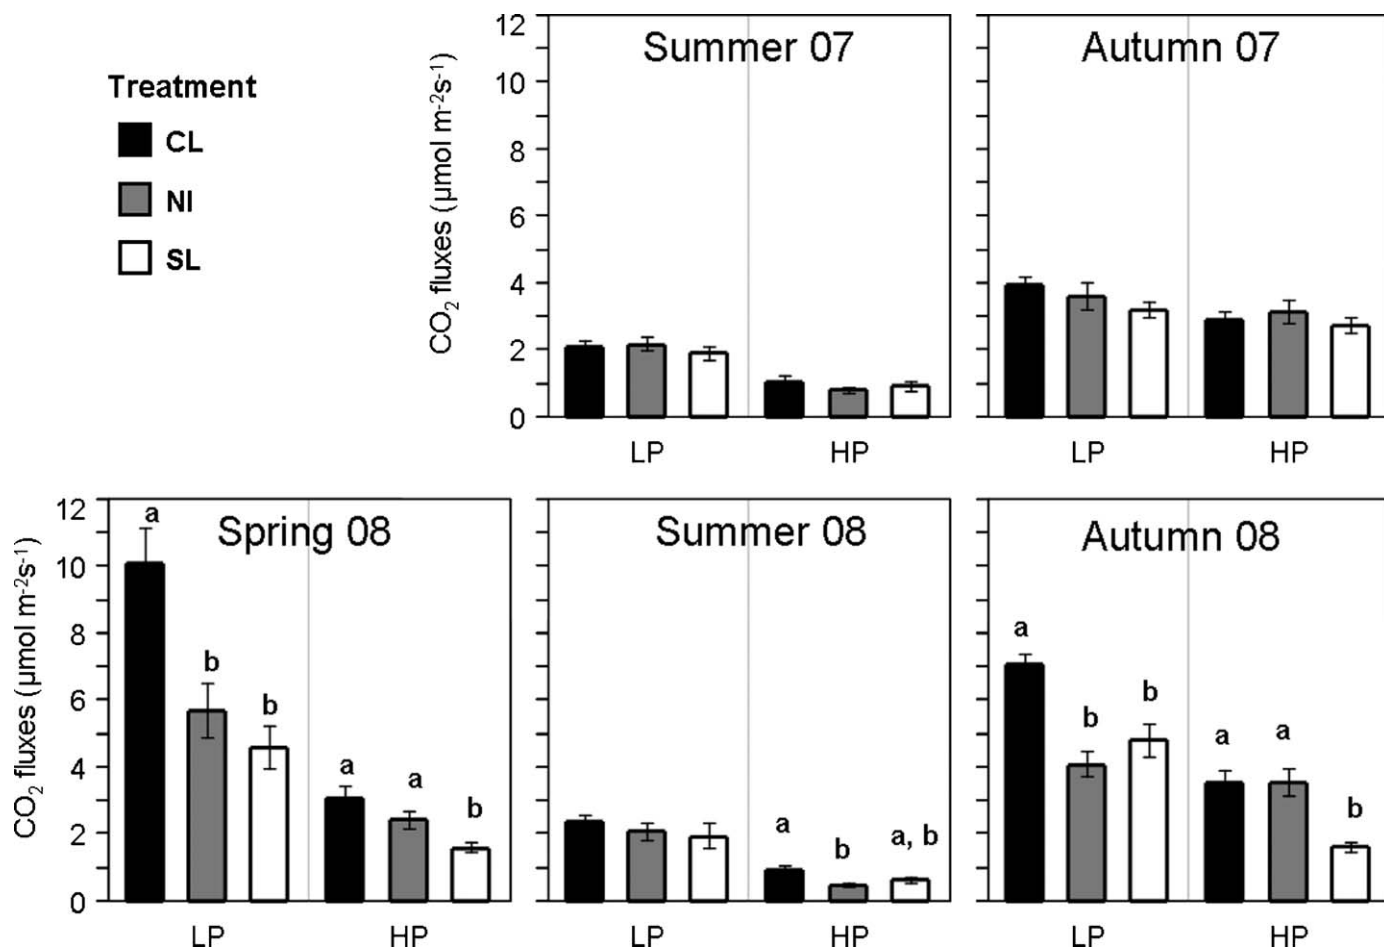 Treatment
CL
NI
SL
CO₂ fluxes (µmol m⁻²s⁻¹)
12
10
8
6
4
2
0
Summer 07
LP HP
Autumn 07
LP HP
CO₂ fluxes (µmol m⁻²s⁻¹)
12
10
8
6
4
2
0
Spring 08
a
b
b
a
a
b
LP HP
Summer 08
a
b
a, b
LP HP
Autumn 08
a
b
b
a
a
b
LP HP